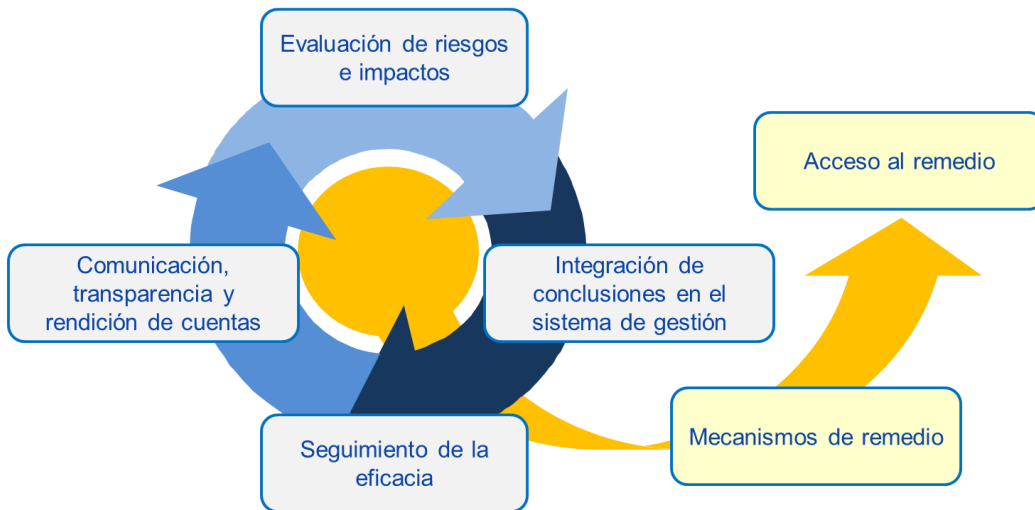 Evaluación de riesgos
e impactos
Acceso al remedio
Comunicación,
transparencia y
rendición de cuentas
Integración de
conclusiones en el
sistema de gestión
Seguimiento de la
eficacia
Mecanismos de remedio